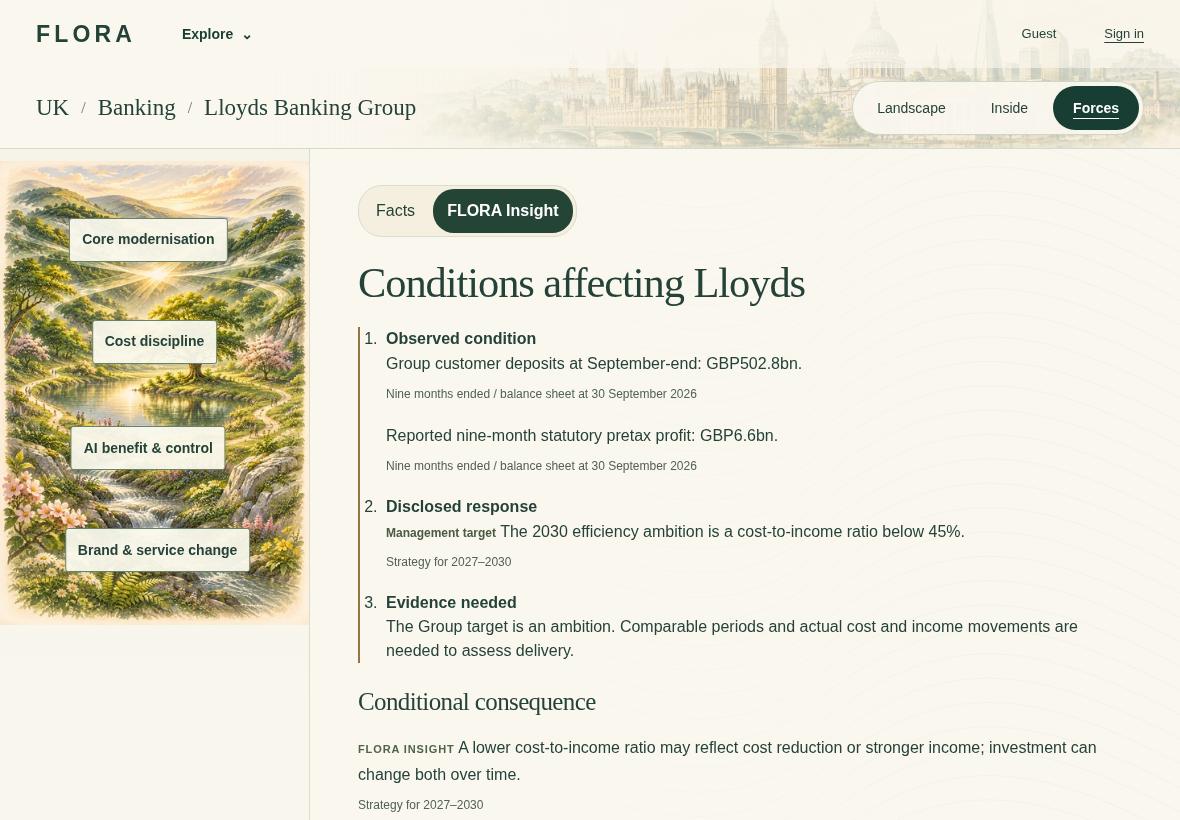 FLORA
Explore
Guest
Sign in
UK / Banking / Lloyds Banking Group
Landscape
Inside
Forces
Core modernisation
Cost discipline
AI benefit & control
Brand & service change
Facts
FLORA Insight
Conditions affecting Lloyds
1. Observed condition
Group customer deposits at September-end: GBP502.8bn.
Nine months ended / balance sheet at 30 September 2026
Reported nine-month statutory pretax profit: GBP6.6bn.
Nine months ended / balance sheet at 30 September 2026
2. Disclosed response
Management target The 2030 efficiency ambition is a cost-to-income ratio below 45%.
Strategy for 2027–2030
3. Evidence needed
The Group target is an ambition. Comparable periods and actual cost and income movements are
needed to assess delivery.
Conditional consequence
FLORA INSIGHT A lower cost-to-income ratio may reflect cost reduction or stronger income; investment can
change both over time.
Strategy for 2027–2030